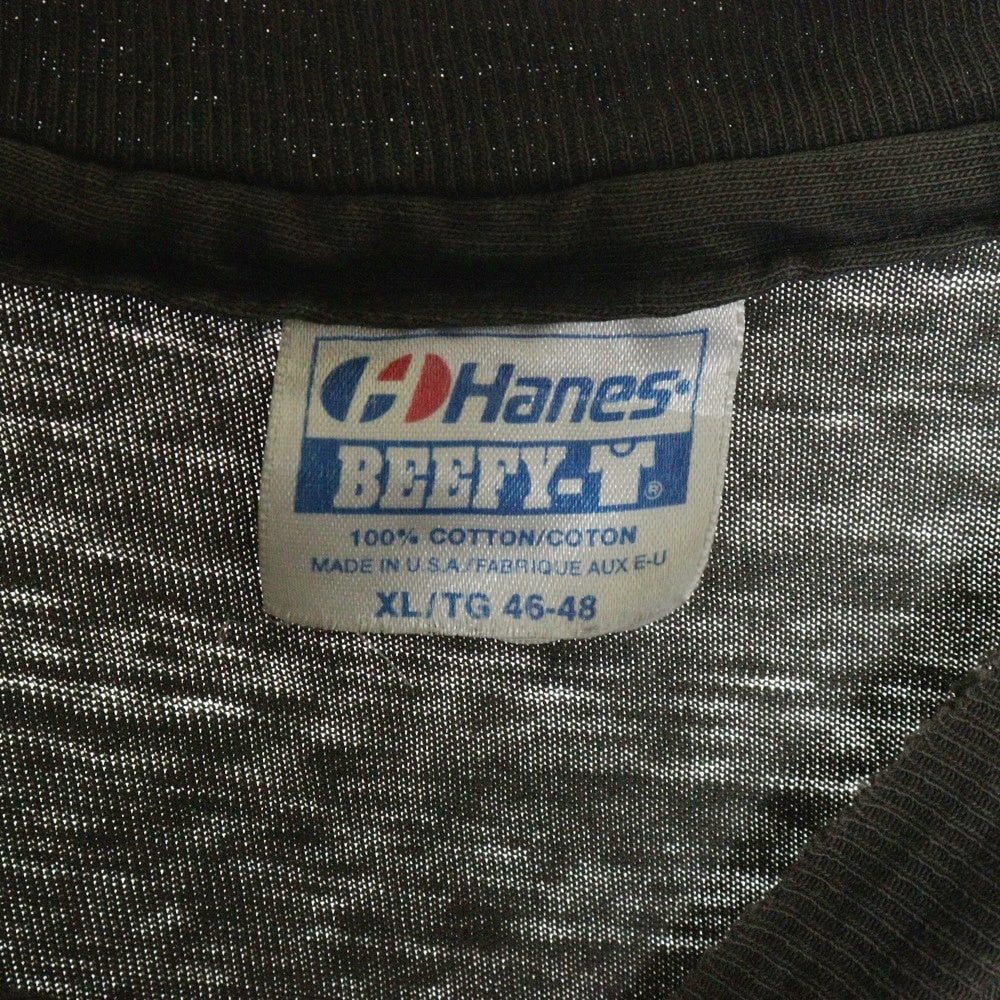 Hanes
BEEFY-T®
100% COTTON/COTON
MADE IN U.S.A./FABRIQUE AUX E-U
XL/TG 46-48